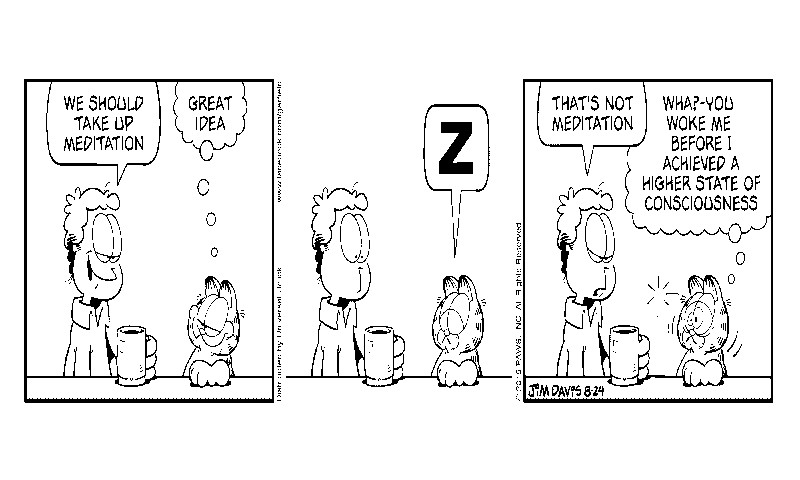 WE SHOULD
TAKE UP
MEDITATION
GREAT
IDEA
Z
THAT'S NOT
MEDITATION
WHA?-YOU
WOKE ME
BEFORE I
ACHIEVED A
HIGHER STATE OF
CONSCIOUSNESS
JIM DAVIS 8-24